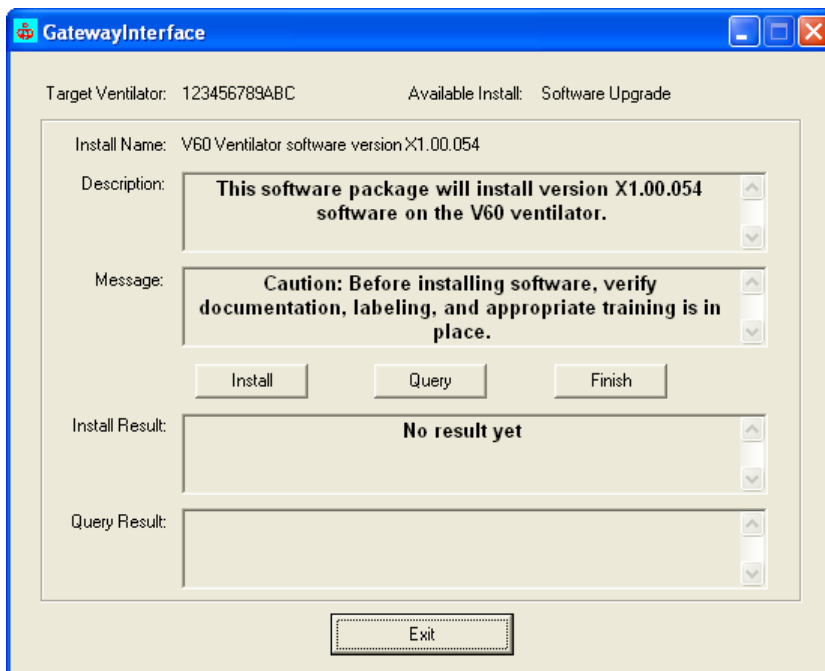 GatewayInterface
Target Ventilator: 123456789ABC Available Install: Software Upgrade
Install Name: V60 Ventilator software version X1.00.054
Description: This software package will install version X1.00.054
software on the V60 ventilator.
Message: Caution: Before installing software, verify
documentation, labeling, and appropriate training is in
place.
Install Query Finish
Install Result: No result yet
Query Result:
Exit